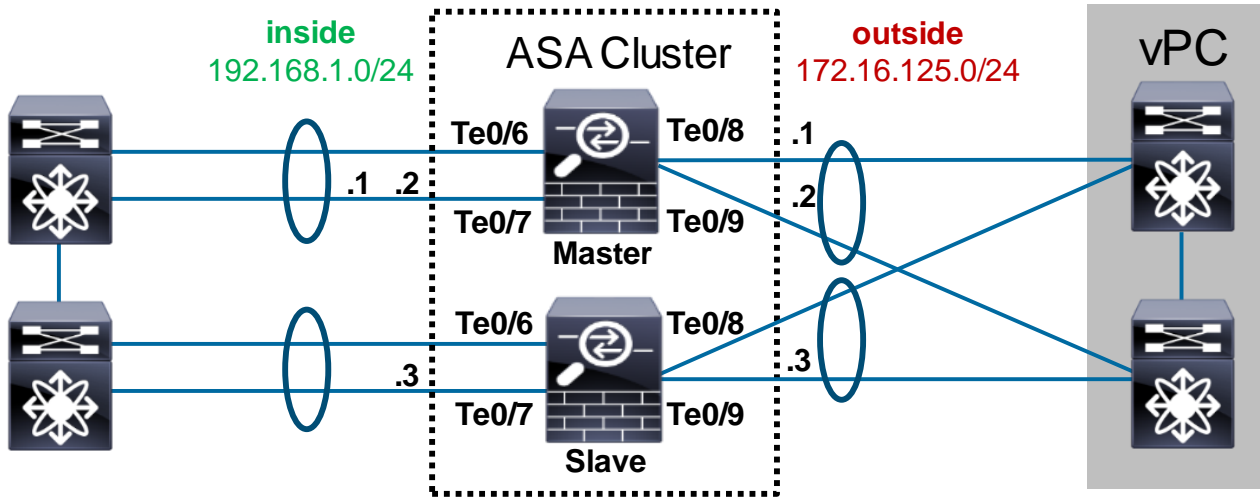 inside
192.168.1.0/24
ASA Cluster
outside
172.16.125.0/24
vPC
Te0/6
Te0/8
.1
.1 .2
.2
Te0/7
Te0/9
Master
Te0/6
Te0/8
.3
.3
Te0/7
Te0/9
Slave